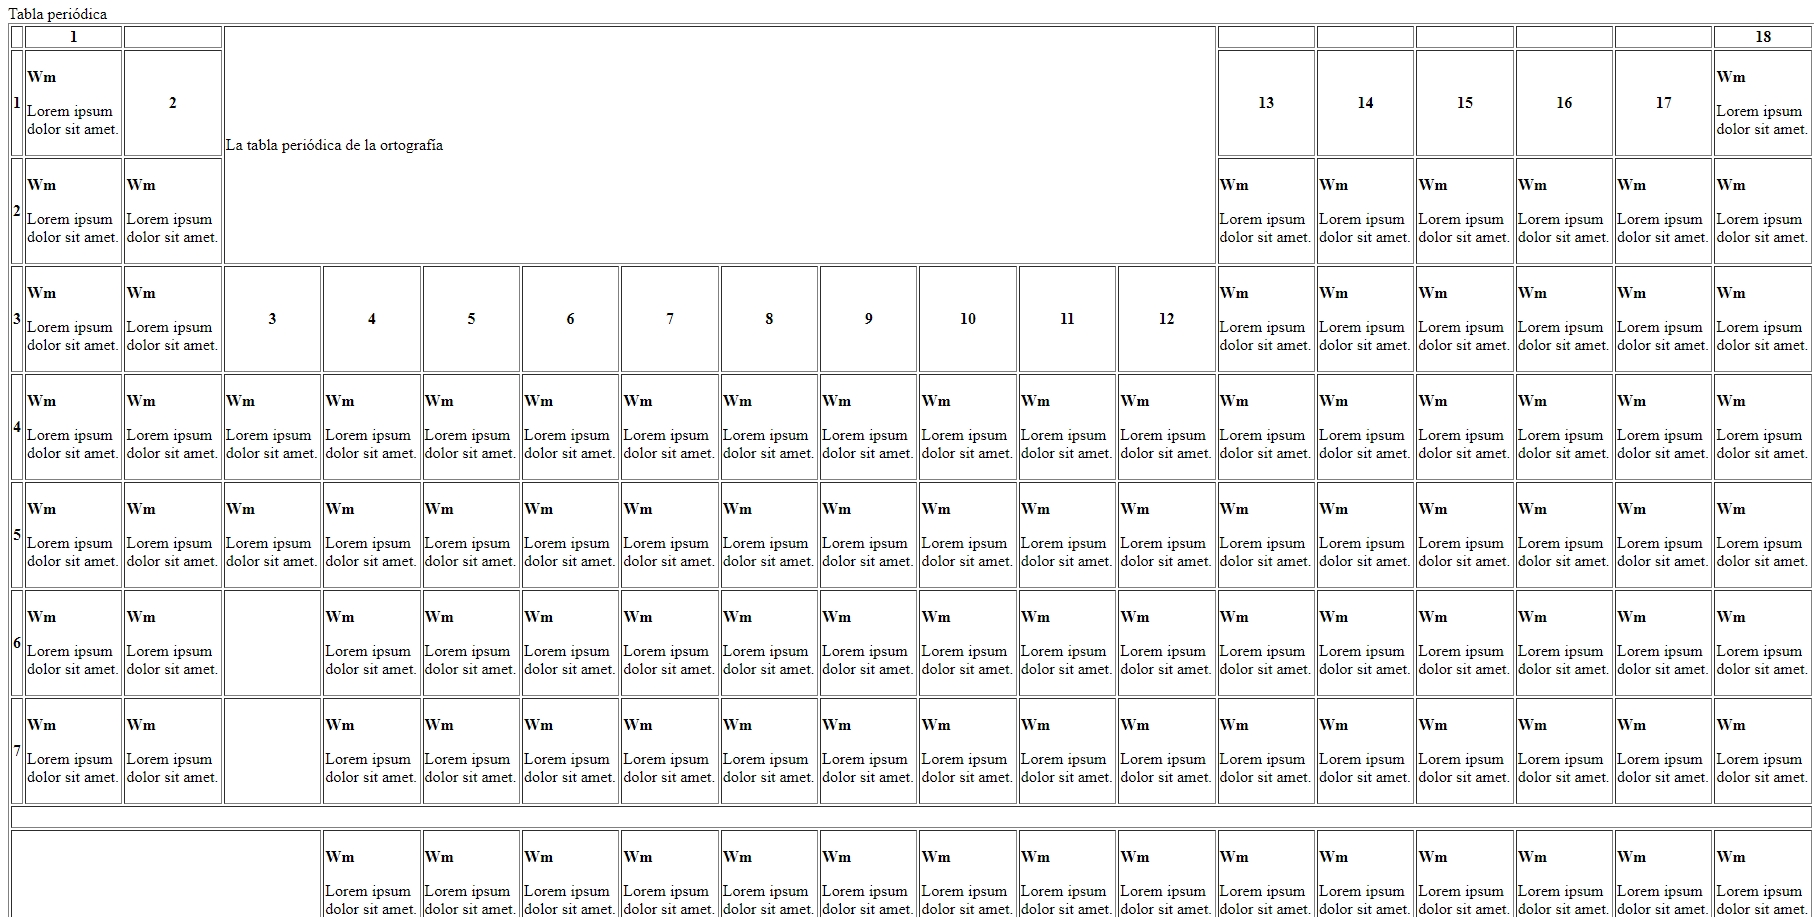 Tabla periódica
1 18
Wm Wm
1 2 13 14 15 16 17
Lorem ipsum Lorem ipsum
dolor sit amet. dolor sit amet.
La tabla periódica de la ortografía
Wm Wm Wm Wm Wm Wm Wm Wm
2
Lorem ipsum Lorem ipsum Lorem ipsum Lorem ipsum Lorem ipsum Lorem ipsum Lorem ipsum Lorem ipsum
dolor sit amet. dolor sit amet. dolor sit amet. dolor sit amet. dolor sit amet. dolor sit amet. dolor sit amet. dolor sit amet.
Wm Wm Wm Wm Wm Wm Wm Wm
3 3 4 5 6 7 8 9 10 11 12
Lorem ipsum Lorem ipsum Lorem ipsum Lorem ipsum Lorem ipsum Lorem ipsum Lorem ipsum Lorem ipsum
dolor sit amet. dolor sit amet. dolor sit amet. dolor sit amet. dolor sit amet. dolor sit amet. dolor sit amet. dolor sit amet.
Wm Wm Wm Wm Wm Wm Wm Wm Wm Wm Wm Wm Wm Wm Wm Wm Wm Wm
4
Lorem ipsum Lorem ipsum Lorem ipsum Lorem ipsum Lorem ipsum Lorem ipsum Lorem ipsum Lorem ipsum Lorem ipsum Lorem ipsum Lorem ipsum Lorem ipsum Lorem ipsum Lorem ipsum Lorem ipsum Lorem ipsum Lorem ipsum Lorem ipsum
dolor sit amet. dolor sit amet. dolor sit amet. dolor sit amet. dolor sit amet. dolor sit amet. dolor sit amet. dolor sit amet. dolor sit amet. dolor sit amet. dolor sit amet. dolor sit amet. dolor sit amet. dolor sit amet. dolor sit amet. dolor sit amet. dolor sit amet. dolor sit amet.
Wm Wm Wm Wm Wm Wm Wm Wm Wm Wm Wm Wm Wm Wm Wm Wm Wm Wm
5
Lorem ipsum Lorem ipsum Lorem ipsum Lorem ipsum Lorem ipsum Lorem ipsum Lorem ipsum Lorem ipsum Lorem ipsum Lorem ipsum Lorem ipsum Lorem ipsum Lorem ipsum Lorem ipsum Lorem ipsum Lorem ipsum Lorem ipsum Lorem ipsum
dolor sit amet. dolor sit amet. dolor sit amet. dolor sit amet. dolor sit amet. dolor sit amet. dolor sit amet. dolor sit amet. dolor sit amet. dolor sit amet. dolor sit amet. dolor sit amet. dolor sit amet. dolor sit amet. dolor sit amet. dolor sit amet. dolor sit amet. dolor sit amet.
Wm Wm Wm Wm Wm Wm Wm Wm Wm Wm Wm Wm Wm Wm Wm Wm Wm
6
Lorem ipsum Lorem ipsum Lorem ipsum Lorem ipsum Lorem ipsum Lorem ipsum Lorem ipsum Lorem ipsum Lorem ipsum Lorem ipsum Lorem ipsum Lorem ipsum Lorem ipsum Lorem ipsum Lorem ipsum Lorem ipsum Lorem ipsum
dolor sit amet. dolor sit amet. dolor sit amet. dolor sit amet. dolor sit amet. dolor sit amet. dolor sit amet. dolor sit amet. dolor sit amet. dolor sit amet. dolor sit amet. dolor sit amet. dolor sit amet. dolor sit amet. dolor sit amet. dolor sit amet. dolor sit amet.
Wm Wm Wm Wm Wm Wm Wm Wm Wm Wm Wm Wm Wm Wm Wm Wm Wm
7
Lorem ipsum Lorem ipsum Lorem ipsum Lorem ipsum Lorem ipsum Lorem ipsum Lorem ipsum Lorem ipsum Lorem ipsum Lorem ipsum Lorem ipsum Lorem ipsum Lorem ipsum Lorem ipsum Lorem ipsum Lorem ipsum Lorem ipsum
dolor sit amet. dolor sit amet. dolor sit amet. dolor sit amet. dolor sit amet. dolor sit amet. dolor sit amet. dolor sit amet. dolor sit amet. dolor sit amet. dolor sit amet. dolor sit amet. dolor sit amet. dolor sit amet. dolor sit amet. dolor sit amet. dolor sit amet.
Wm Wm Wm Wm Wm Wm Wm Wm Wm Wm Wm Wm Wm Wm Wm
Lorem ipsum Lorem ipsum Lorem ipsum Lorem ipsum Lorem ipsum Lorem ipsum Lorem ipsum Lorem ipsum Lorem ipsum Lorem ipsum Lorem ipsum Lorem ipsum Lorem ipsum Lorem ipsum Lorem ipsum
dolor sit amet. dolor sit amet. dolor sit amet. dolor sit amet. dolor sit amet. dolor sit amet. dolor sit amet. dolor sit amet. dolor sit amet. dolor sit amet. dolor sit amet. dolor sit amet. dolor sit amet. dolor sit amet. dolor sit amet.